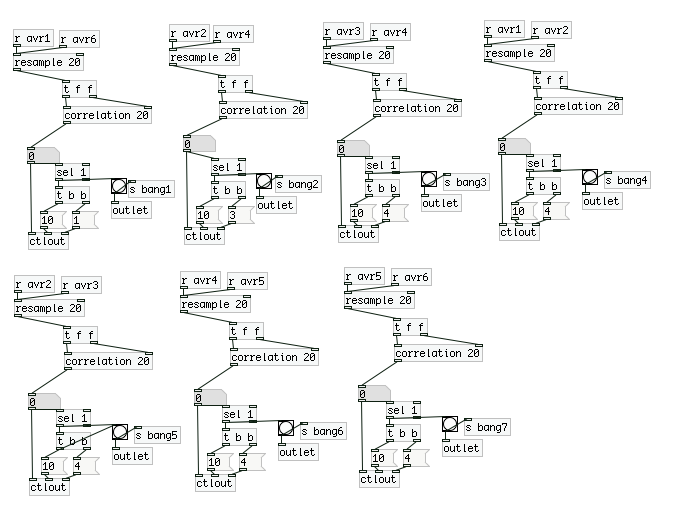 r avr1 r avr6
resample 20
t f f
correlation 20
0
sel 1
s bang1
t b b
outlet
10 1
ctlout
r avr2 r avr4
resample 20
t f f
correlation 20
0
sel 1
s bang2
t b b
outlet
10 3
ctlout
r avr3 r avr4
resample 20
t f f
correlation 20
0
sel 1
s bang3
t b b
outlet
10 4
ctlout
r avr1 r avr2
resample 20
t f f
correlation 20
0
sel 1
s bang4
t b b
outlet
10 4
ctlout
r avr2 r avr3
resample 20
t f f
correlation 20
0
sel 1
s bang5
t b b
outlet
10 4
ctlout
r avr4 r avr5
resample 20
t f f
correlation 20
0
sel 1
s bang6
t b b
outlet
10 4
ctlout
r avr5 r avr6
resample 20
t f f
correlation 20
0
sel 1
s bang7
t b b
outlet
10 4
ctlout